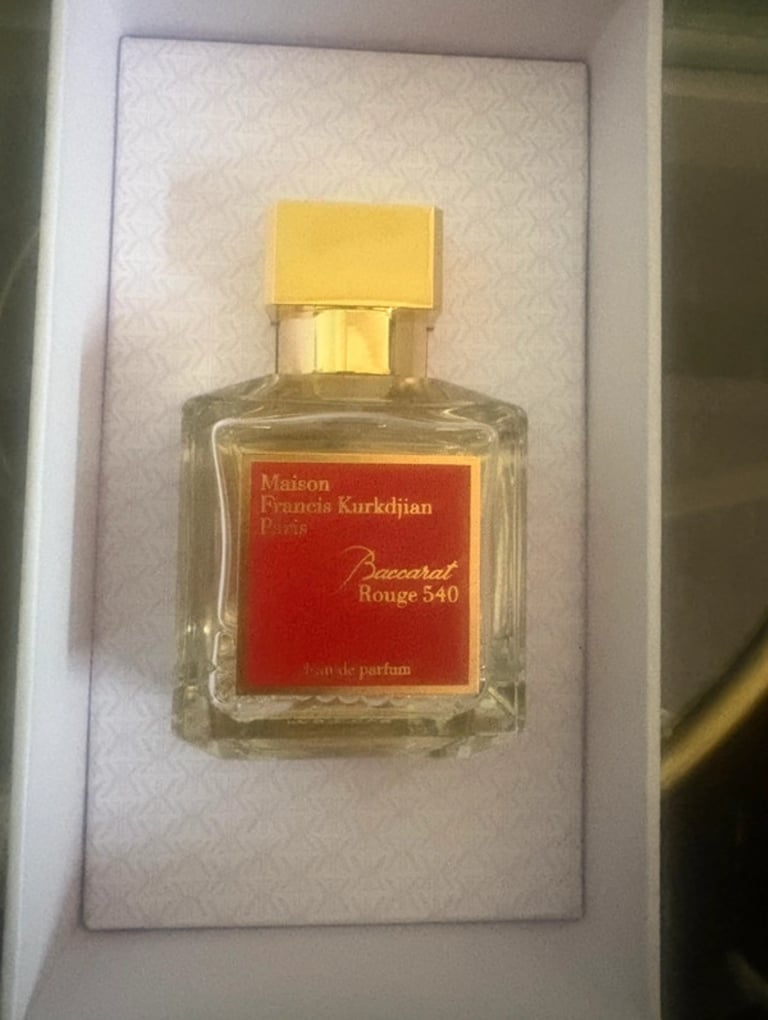 Maison
Francis Kurkdjian
Paris
Baccarat
Rouge 540
Eau de parfum